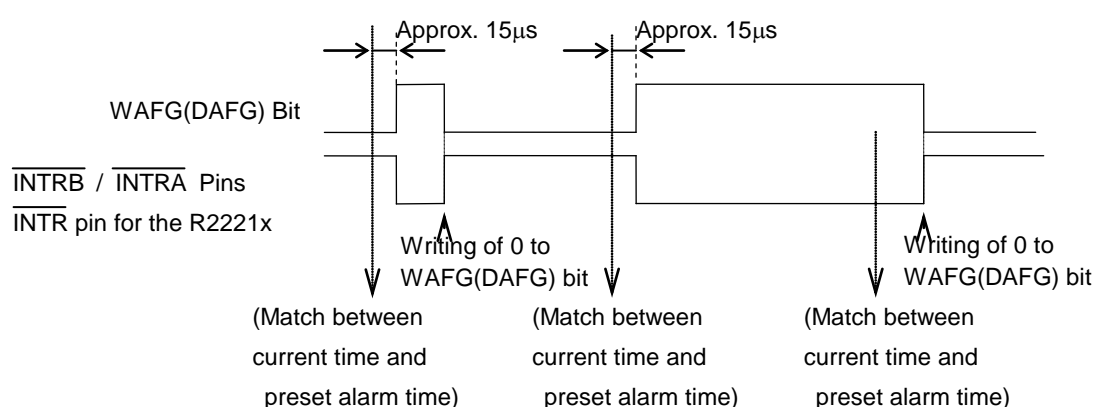 Approx. 15μs Approx. 15μs
WAFG(DAFG) Bit
INTRB / INTRA Pins
INTR pin for the R2221x
Writing of 0 to WAFG(DAFG) bit
Writing of 0 to WAFG(DAFG) bit
(Match between current time and preset alarm time)
(Match between current time and preset alarm time)
(Match between current time and preset alarm time)